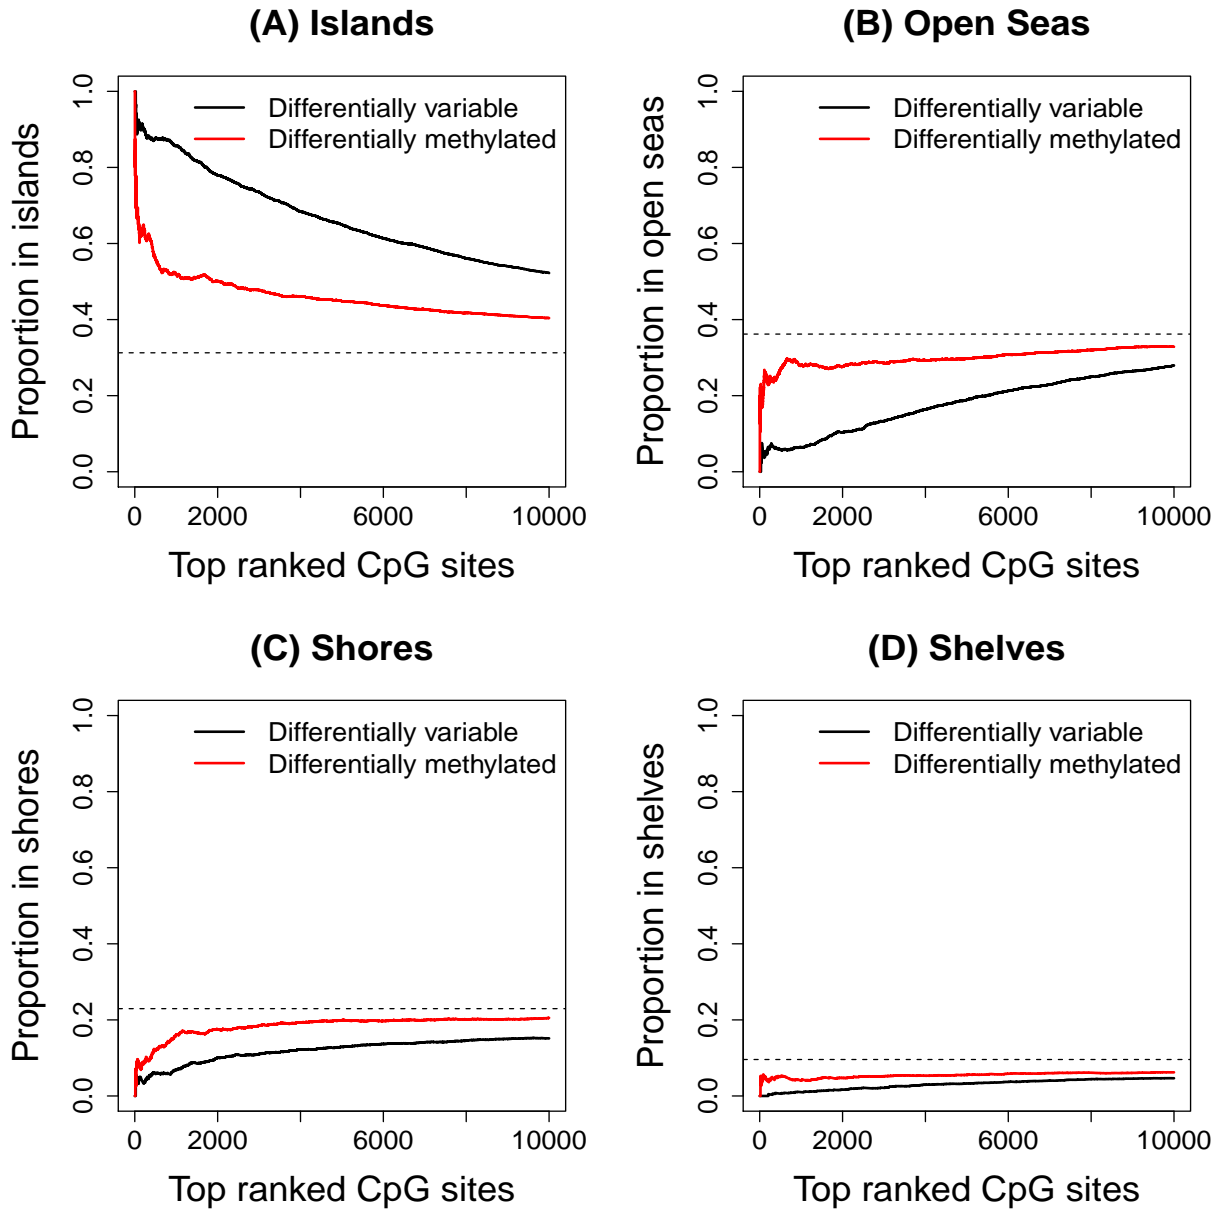 (A) Islands
Proportion in islands
1.0
0.8
0.6
0.4
0.2
0.0
Differentially variable
Differentially methylated
0 2000 6000 10000
Top ranked CpG sites
(B) Open Seas
Proportion in open seas
1.0
0.8
0.6
0.4
0.2
0.0
Differentially variable
Differentially methylated
0 2000 6000 10000
Top ranked CpG sites
(C) Shores
Proportion in shores
1.0
0.8
0.6
0.4
0.2
0.0
Differentially variable
Differentially methylated
0 2000 6000 10000
Top ranked CpG sites
(D) Shelves
Proportion in shelves
1.0
0.8
0.6
0.4
0.2
0.0
Differentially variable
Differentially methylated
0 2000 6000 10000
Top ranked CpG sites